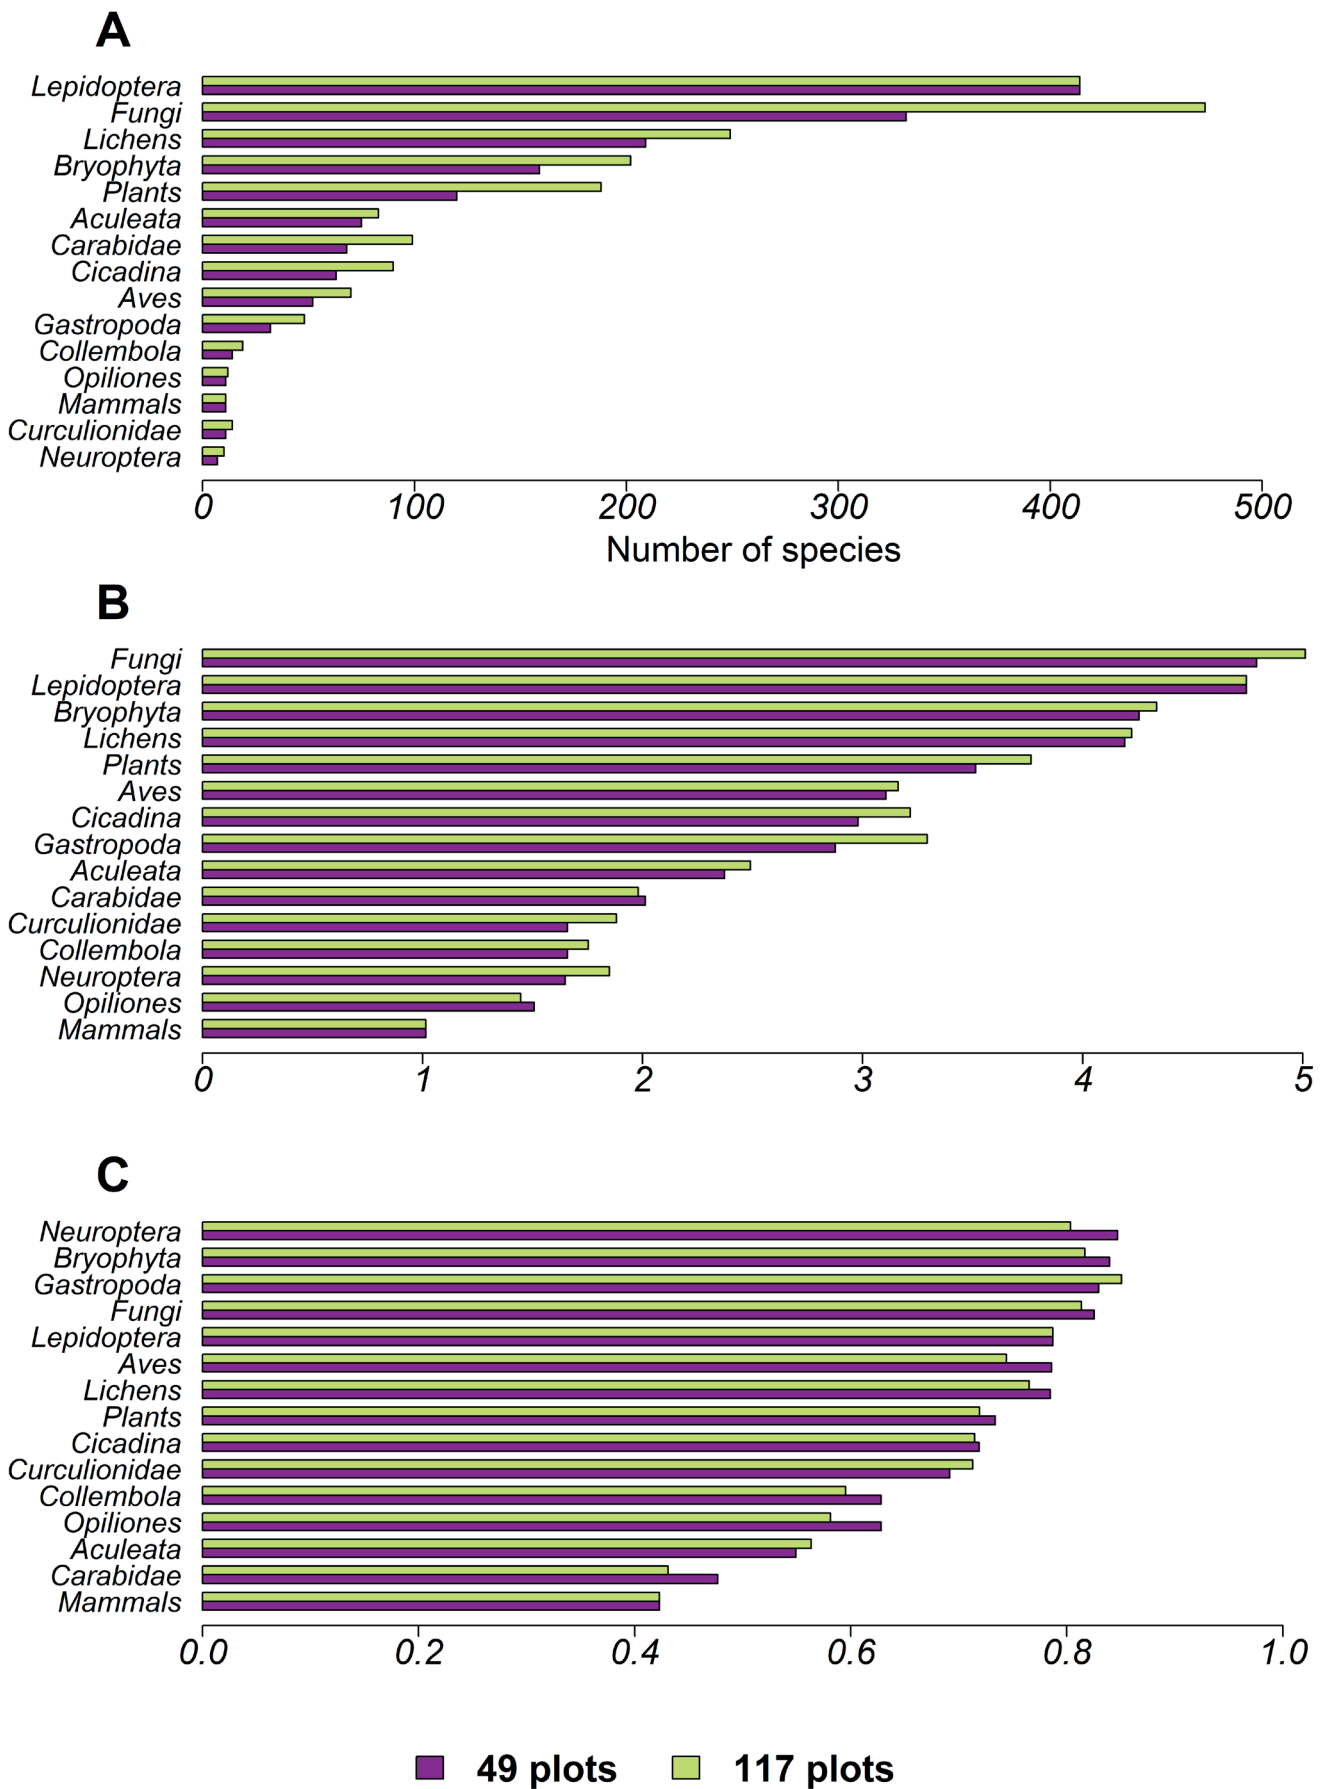 A
Lepidoptera
Fungi
Lichens
Bryophyta
Plants
Aculeata
Carabidae
Cicadina
Aves
Gastropoda
Collembola
Opiliones
Mammals
Curculionidae
Neuroptera
0 100 200 300 400 500
Number of species
B
Fungi
Lepidoptera
Bryophyta
Lichens
Plants
Aves
Cicadina
Gastropoda
Aculeata
Carabidae
Curculionidae
Collembola
Neuroptera
Opiliones
Mammals
0 1 2 3 4 5
C
Neuroptera
Bryophyta
Gastropoda
Fungi
Lepidoptera
Aves
Lichens
Plants
Cicadina
Curculionidae
Collembola
Opiliones
Aculeata
Carabidae
Mammals
0.0 0.2 0.4 0.6 0.8 1.0
49 plots 117 plots